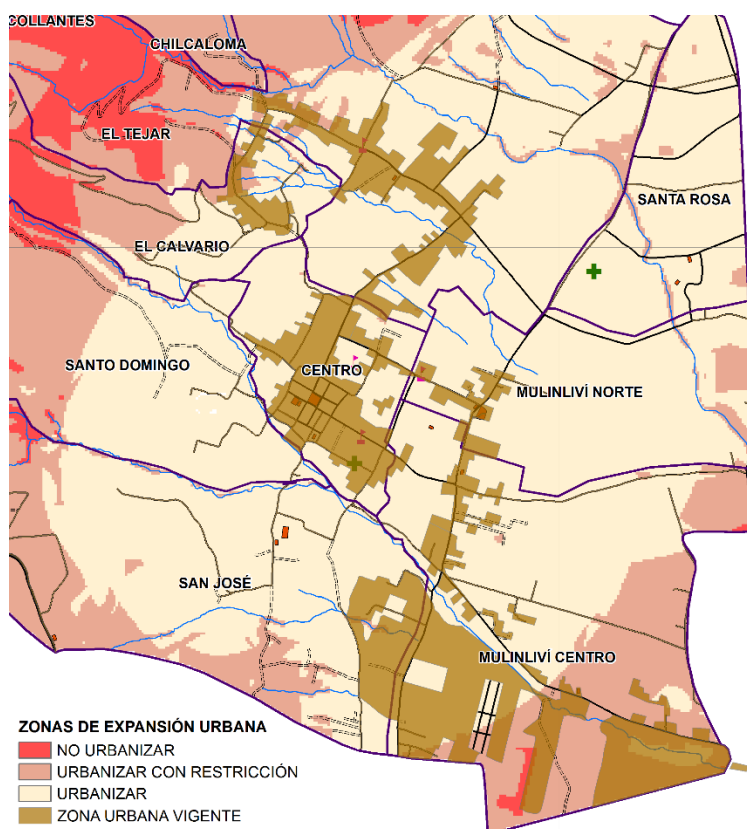 COLLANTES
CHILCALOMA
EL TEJAR
SANTA ROSA
EL CALVARIO
SANTO DOMINGO
CENTRO
MULINLIVÍ NORTE
SAN JOSÉ
MULINLIVÍ CENTRO
ZONAS DE EXPANSIÓN URBANA
NO URBANIZAR
URBANIZAR CON RESTRICCIÓN
URBANIZAR
ZONA URBANA VIGENTE